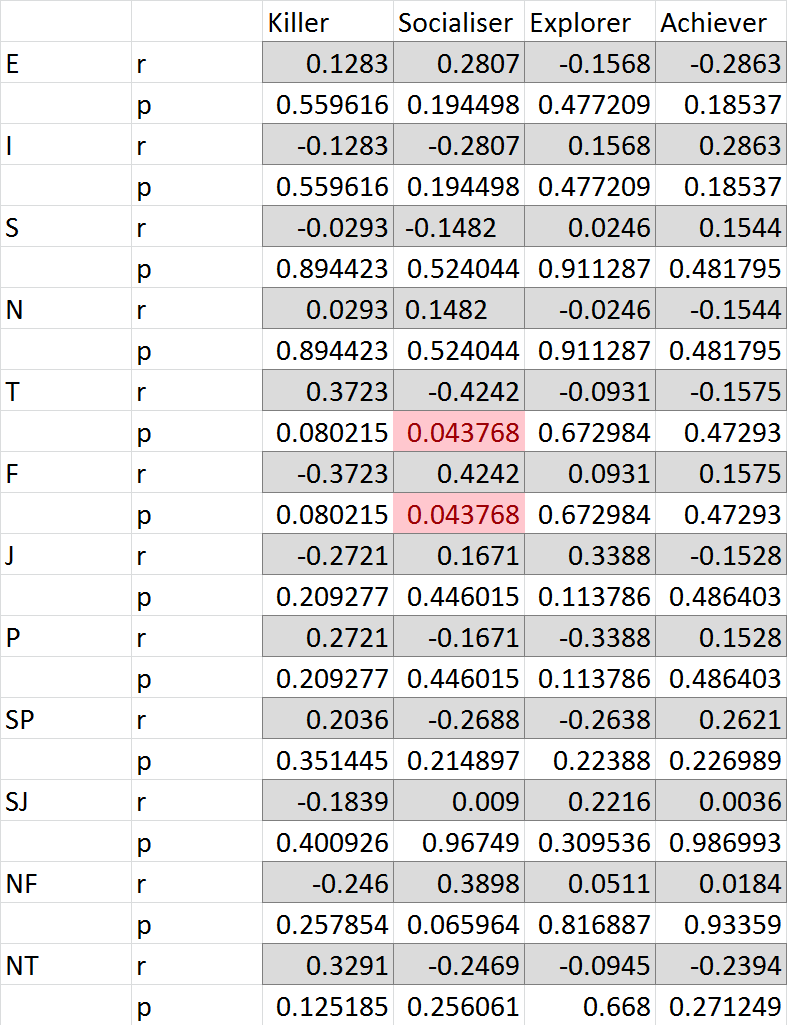 Killer Socialiser Explorer Achiever
E r 0.1283 0.2807 -0.1568 -0.2863
p 0.559616 0.194498 0.477209 0.18537
I r -0.1283 -0.2807 0.1568 0.2863
p 0.559616 0.194498 0.477209 0.18537
S r -0.0293 -0.1482 0.0246 0.1544
p 0.894423 0.524044 0.911287 0.481795
N r 0.0293 0.1482 -0.0246 -0.1544
p 0.894423 0.524044 0.911287 0.481795
T r 0.3723 -0.4242 -0.0931 -0.1575
p 0.080215 0.043768 0.672984 0.47293
F r -0.3723 0.4242 0.0931 0.1575
p 0.080215 0.043768 0.672984 0.47293
J r -0.2721 0.1671 0.3388 -0.1528
p 0.209277 0.446015 0.113786 0.486403
P r 0.2721 -0.1671 -0.3388 0.1528
p 0.209277 0.446015 0.113786 0.486403
SP r 0.2036 -0.2688 -0.2638 0.2621
p 0.351445 0.214897 0.22388 0.226989
SJ r -0.1839 0.009 0.2216 0.0036
p 0.400926 0.96749 0.309536 0.986993
NF r -0.246 0.3898 0.0511 0.0184
p 0.257854 0.065964 0.816887 0.93359
NT r 0.3291 -0.2469 -0.0945 -0.2394
p 0.125185 0.256061 0.668 0.271249